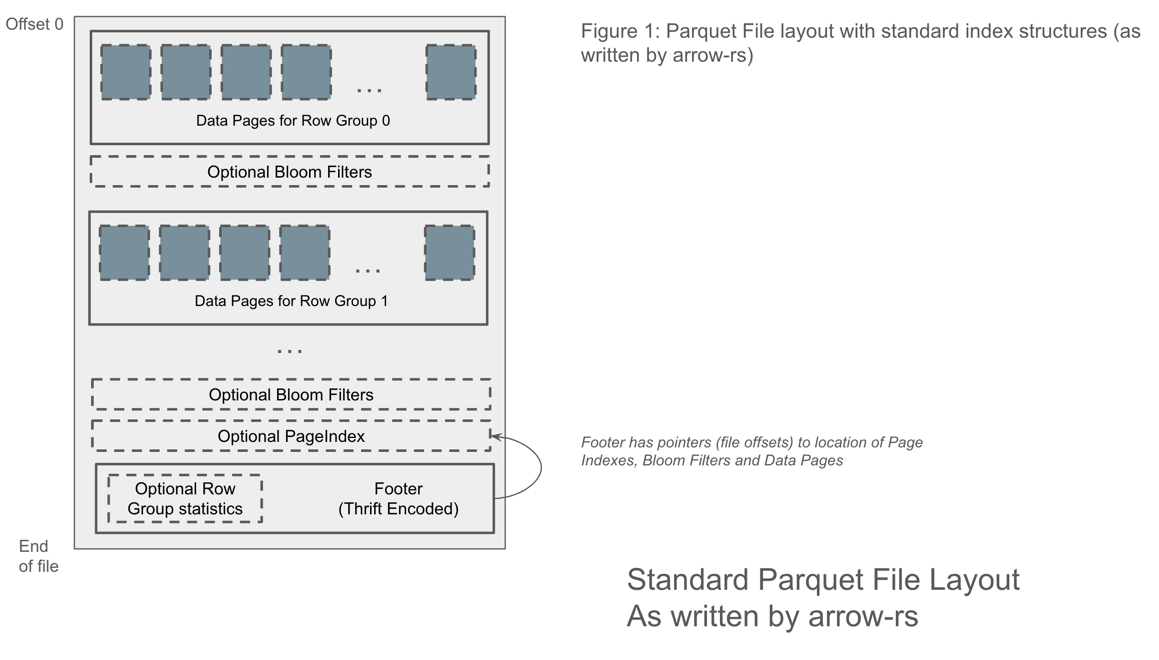 Offset 0
Figure 1: Parquet File layout with standard index structures (as
written by arrow-rs)
...
Data Pages for Row Group 0
Optional Bloom Filters
...
Data Pages for Row Group 1
...
Optional Bloom Filters
Optional PageIndex
Footer has pointers (file offsets) to location of Page
Indexes, Bloom Filters and Data Pages
Optional Row
Group statistics
Footer
(Thrift Encoded)
End
of file
Standard Parquet File Layout
As written by arrow-rs